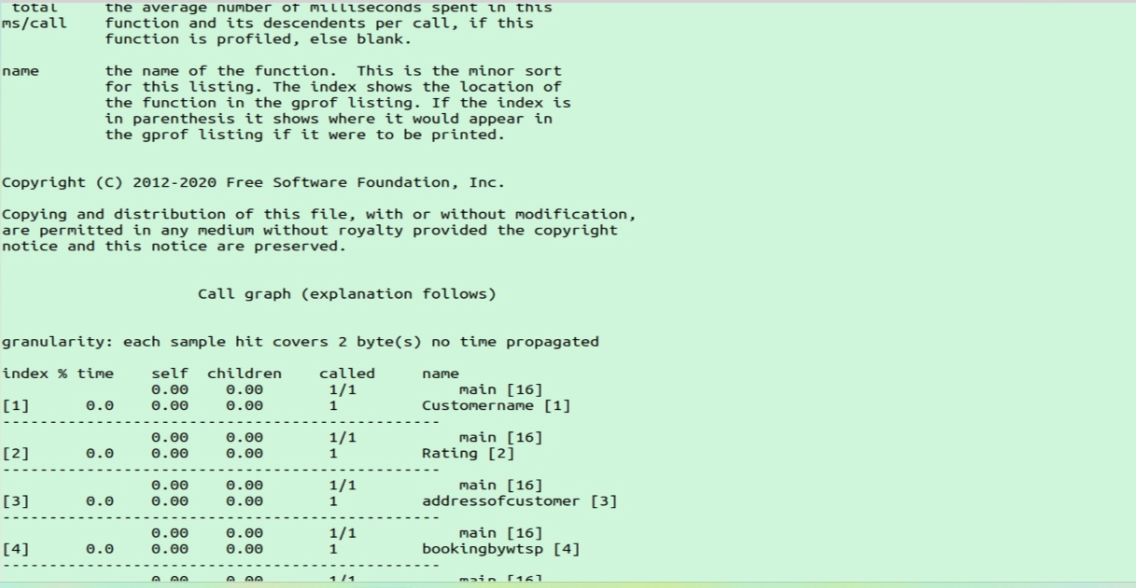 total      the average number of milliseconds spent in this
ms/call    function and its descendents per call, if this
           function is profiled, else blank.
name       the name of the function.  This is the minor sort
           for this listing. The index shows the location of
           the function in the gprof listing. If the index is
           in parenthesis it shows where it would appear in
           the gprof listing if it were to be printed.
Copyright (C) 2012-2020 Free Software Foundation, Inc.
Copying and distribution of this file, with or without modification,
are permitted in any medium without royalty provided the copyright
notice and this notice are preserved.
                     Call graph (explanation follows)
granularity: each sample hit covers 2 byte(s) no time propagated
index % time    self  children    called     name
                0.00    0.00       1/1           main [16]
[1]      0.0    0.00    0.00       1         Customername [1]
-----------------------------------------------
                0.00    0.00       1/1           main [16]
[2]      0.0    0.00    0.00       1         Rating [2]
-----------------------------------------------
                0.00    0.00       1/1           main [16]
[3]      0.0    0.00    0.00       1         addressofcustomer [3]
-----------------------------------------------
                0.00    0.00       1/1           main [16]
[4]      0.0    0.00    0.00       1         bookingbywtsp [4]
-----------------------------------------------
                0.00    0.00       1/1           main [16]